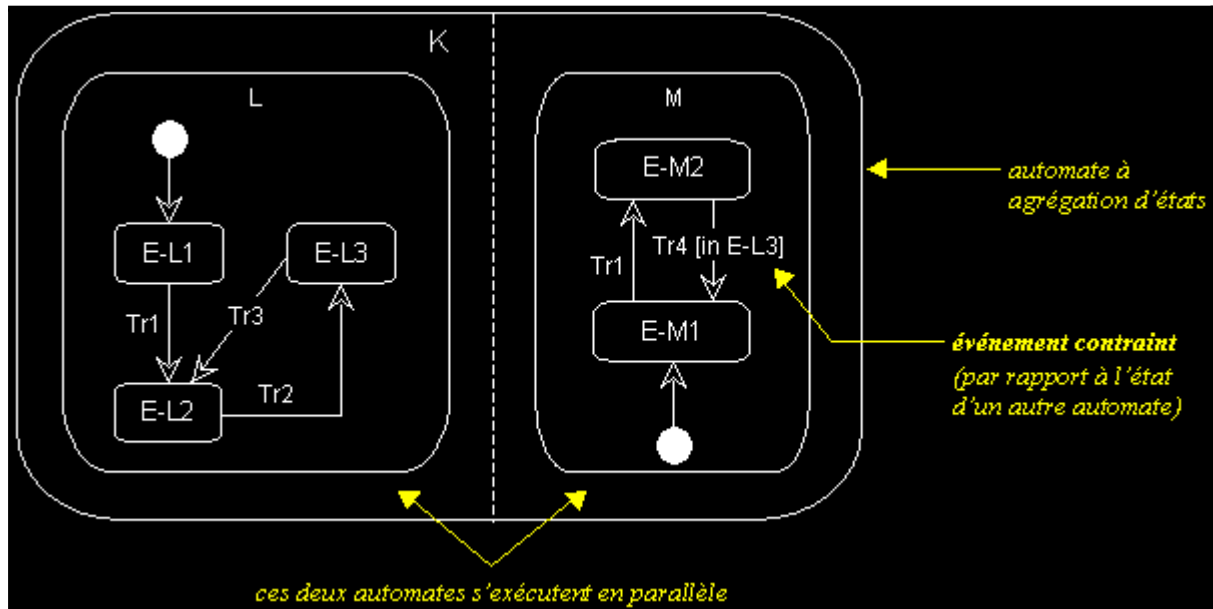 K
L
M
E-M2
automate à
agrégation d'états
E-L1
E-L3
Tr4 [in E-L3]
Tr1
Tr1
Tr3
E-M1
événement contraint
(par rapport à l'état
d'un autre automate)
E-L2
Tr2
ces deux automates s'exécutent en parallèle